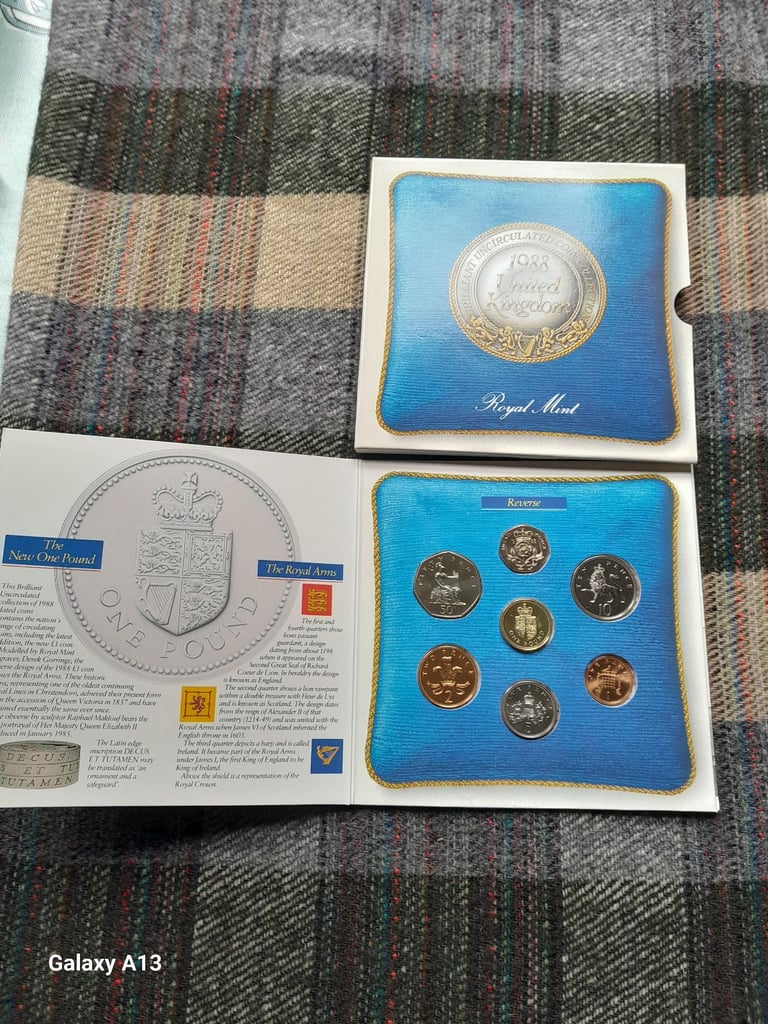 BRILLIANT UNCIRCULATED COIN COLLECTION
1988
United
Kingdom
Royal Mint
The
New One Pound
ONE POUND
This Brilliant
Uncirculated
collection of 1988
dated coins
contains the nation's
range of circulating
coins, including the latest
addition, the new £1 coin.
Modelled by Royal Mint
Engraver, Derek Gorringe, the
reverse design of the 1988 £1 coin
shows the Royal Arms. These historic
arms, representing one of the oldest continuing
Royal Lines in Christendom, achieved their present form
on the accession of Queen Victoria in 1837 and have
remained essentially the same ever since.
The obverse by sculptor Raphael Maklouf bears the
portrayal of Her Majesty Queen Elizabeth II
introduced in January 1985.
DECUS
ET TU
TUTAMEN
The Latin edge
inscription DECUS
ET TUTAMEN may
be translated as 'an
ornament and a
safeguard'.
The Royal Arms
The first and
fourth quarters show
lions passant
guardant, a design
dating from about 1198
when it appeared on the
Second Great Seal of Richard
Coeur de Lion. In heraldry the design
is known as England.
The second quarter shows a lion rampant
within a double tressure with Fleur de Lys
and is known as Scotland. The design dates
from the reign of Alexander II of that
country (1214-49) and was united with the
Royal Arms when James VI of Scotland inherited the
English throne in 1603.
The third quarter depicts a harp and is called
Ireland. It became part of the Royal Arms
under James I, the first King of England to be
King of Ireland.
Above the shield is a representation of the
Royal Crown.
Reverse
50
10
ONE POUND
2
Galaxy A13